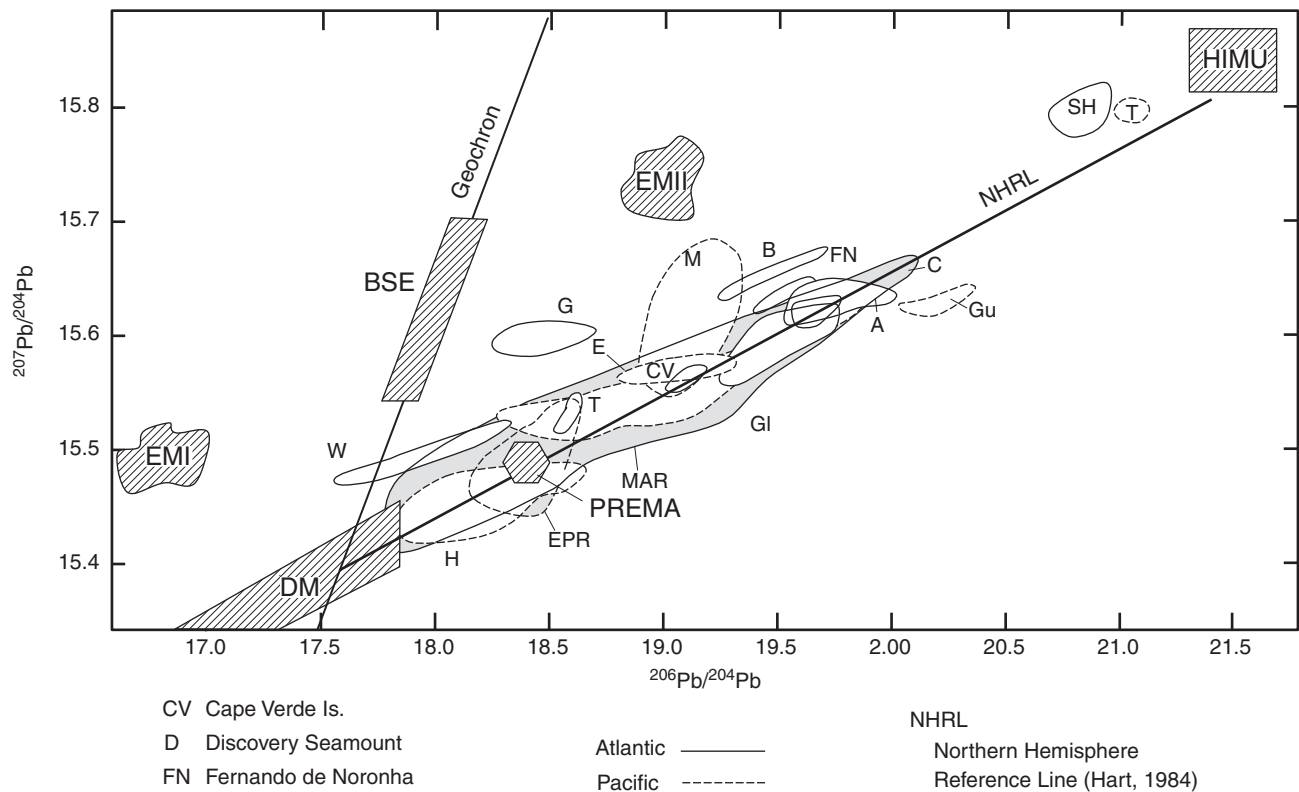 HIMU
15.8
SH
T
Geochron
EMII
NHRL
15.7
B
FN
M
C
BSE
207Pb/204Pb
G
Gu
A
15.6
E
CV
T
GI
W
15.5
EMI
MAR
PREMA
EPR
H
15.4
DM
17.0 17.5 18.0 18.5 19.0 19.5 2.00 20.5 21.0 21.5
206Pb/204Pb
CV Cape Verde Is.
D Discovery Seamount
FN Fernando de Noronha
Atlantic
Pacific
NHRL
Northern Hemisphere
Reference Line (Hart, 1984)